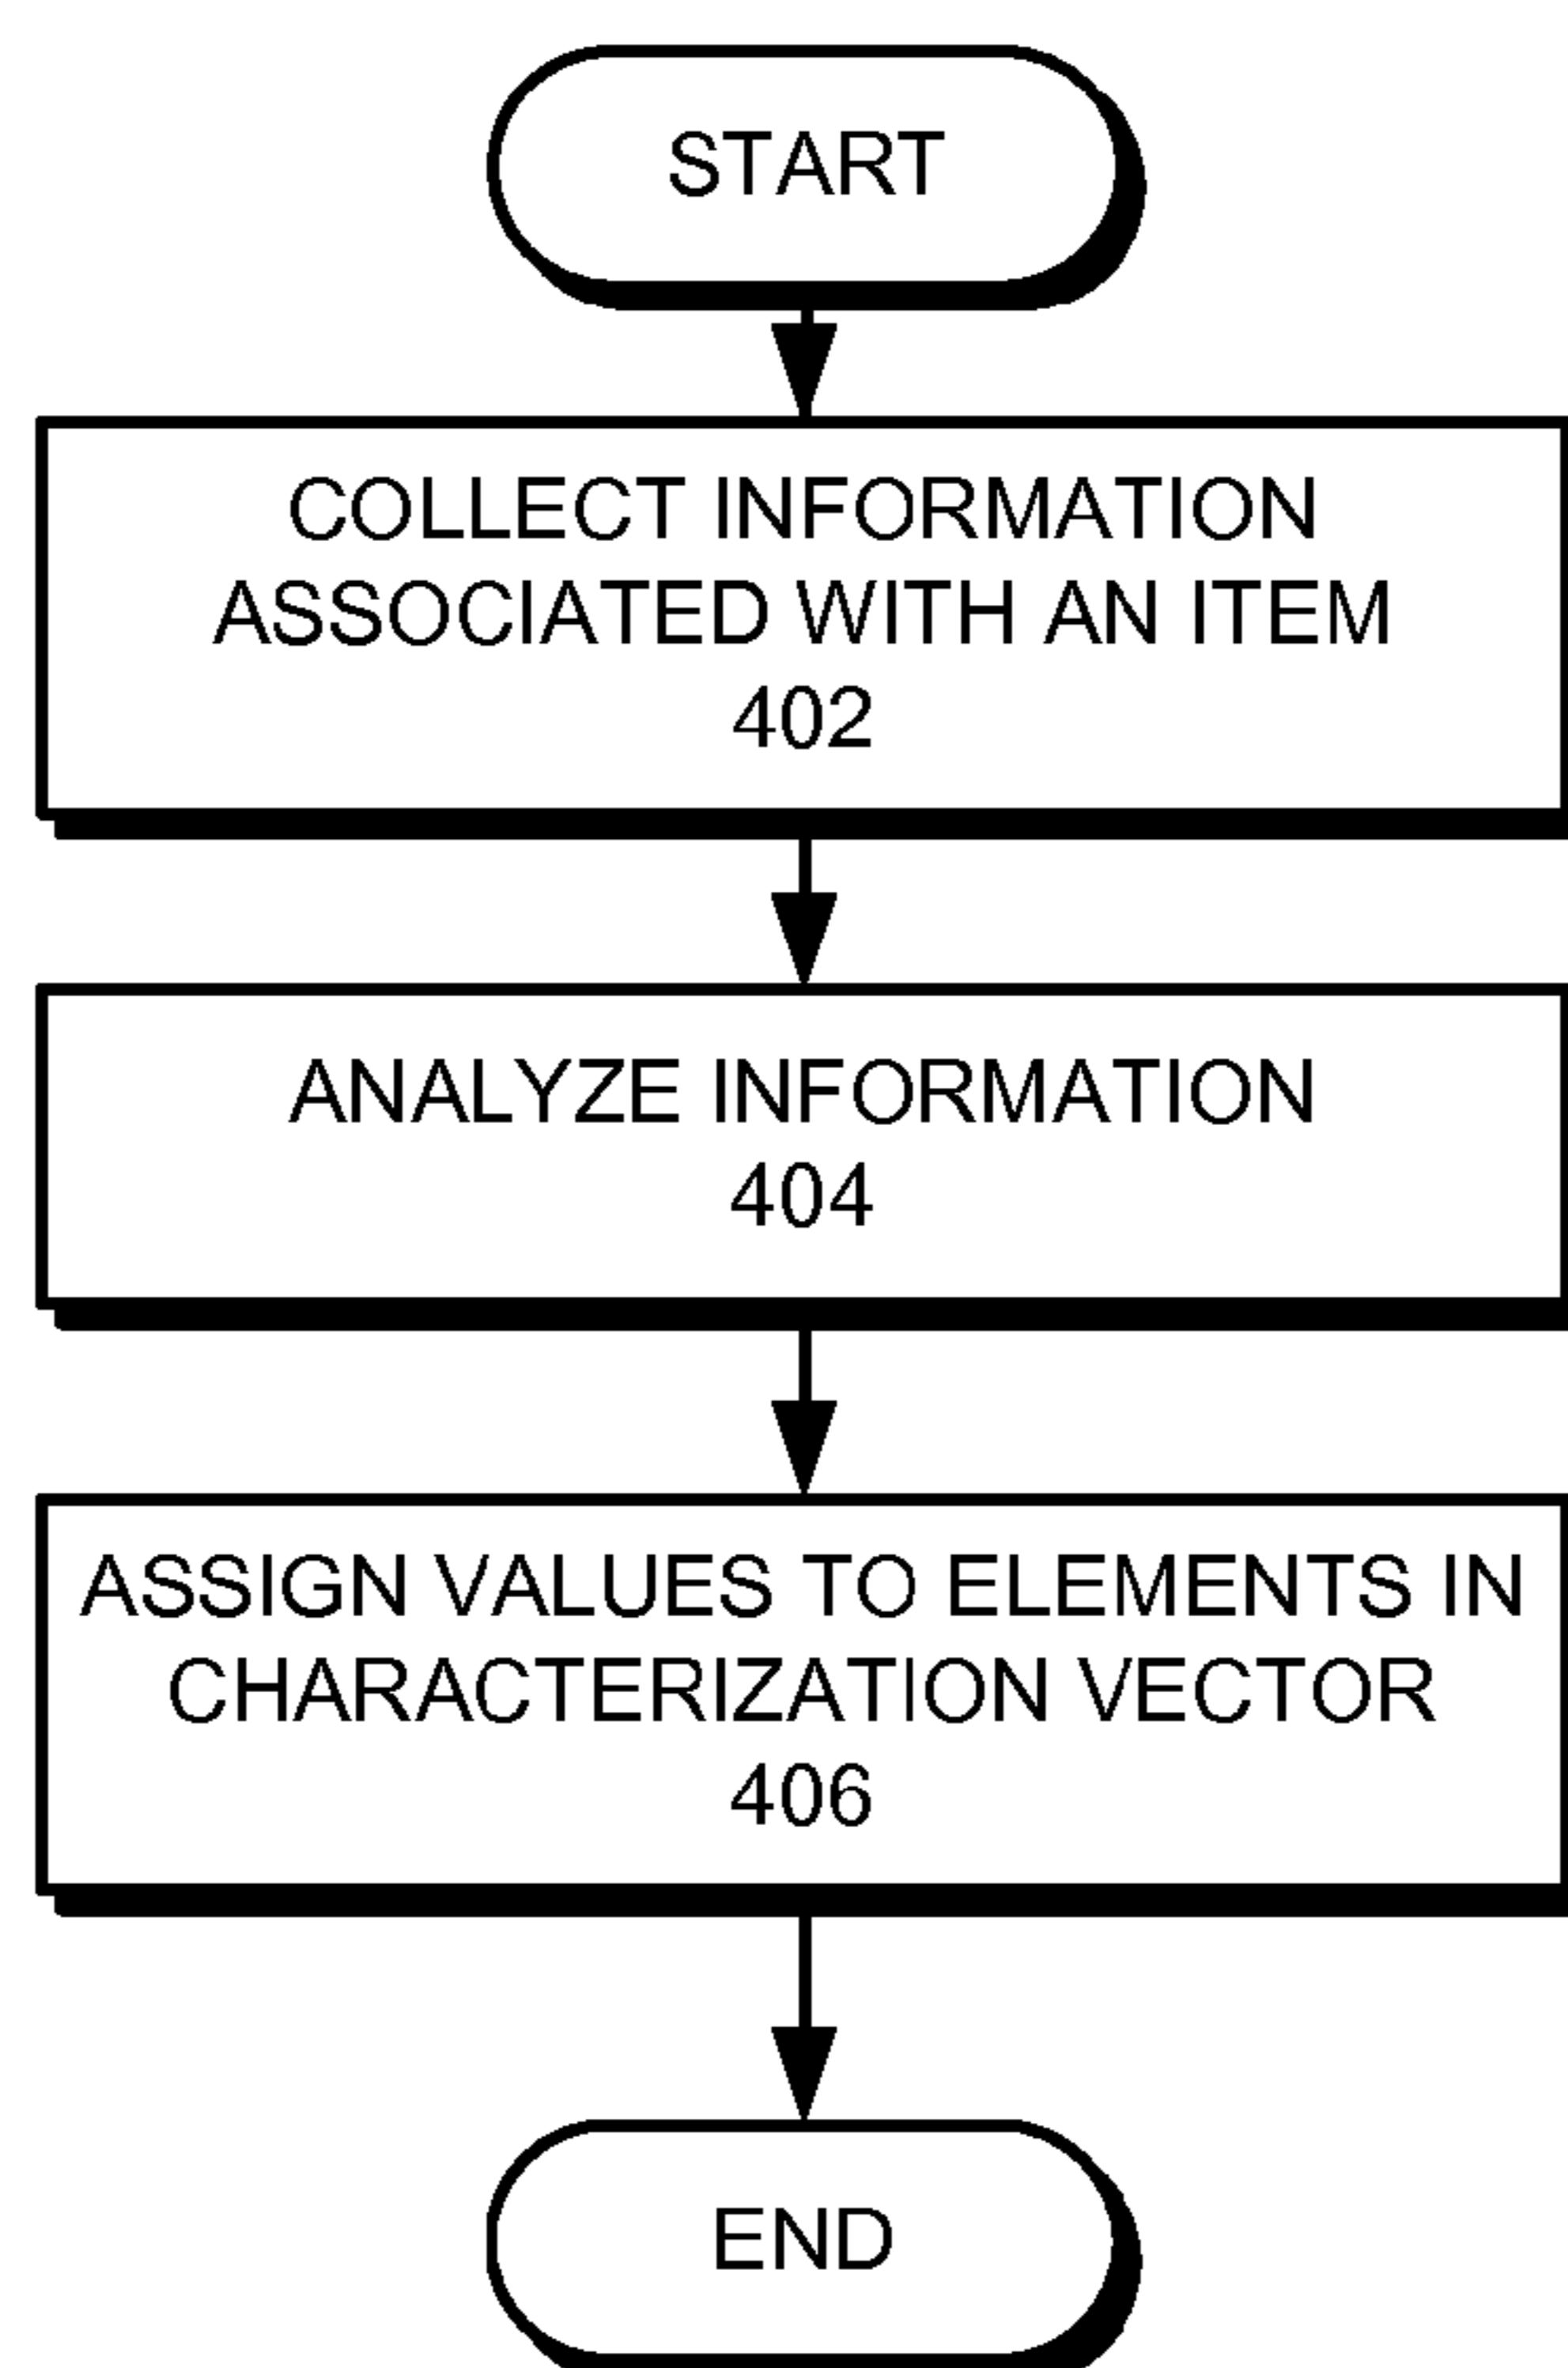 START
COLLECT INFORMATION
ASSOCIATED WITH AN ITEM
402
ANALYZE INFORMATION
404
ASSIGN VALUES TO ELEMENTS IN
CHARACTERIZATION VECTOR
406
END